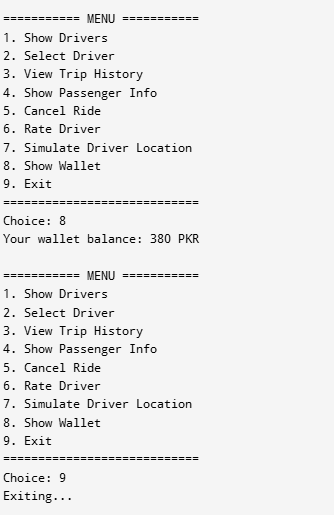 =========== MENU ===========
1. Show Drivers
2. Select Driver
3. View Trip History
4. Show Passenger Info
5. Cancel Ride
6. Rate Driver
7. Simulate Driver Location
8. Show Wallet
9. Exit
============================
Choice: 8
Your wallet balance: 380 PKR

=========== MENU ===========
1. Show Drivers
2. Select Driver
3. View Trip History
4. Show Passenger Info
5. Cancel Ride
6. Rate Driver
7. Simulate Driver Location
8. Show Wallet
9. Exit
============================
Choice: 9
Exiting...